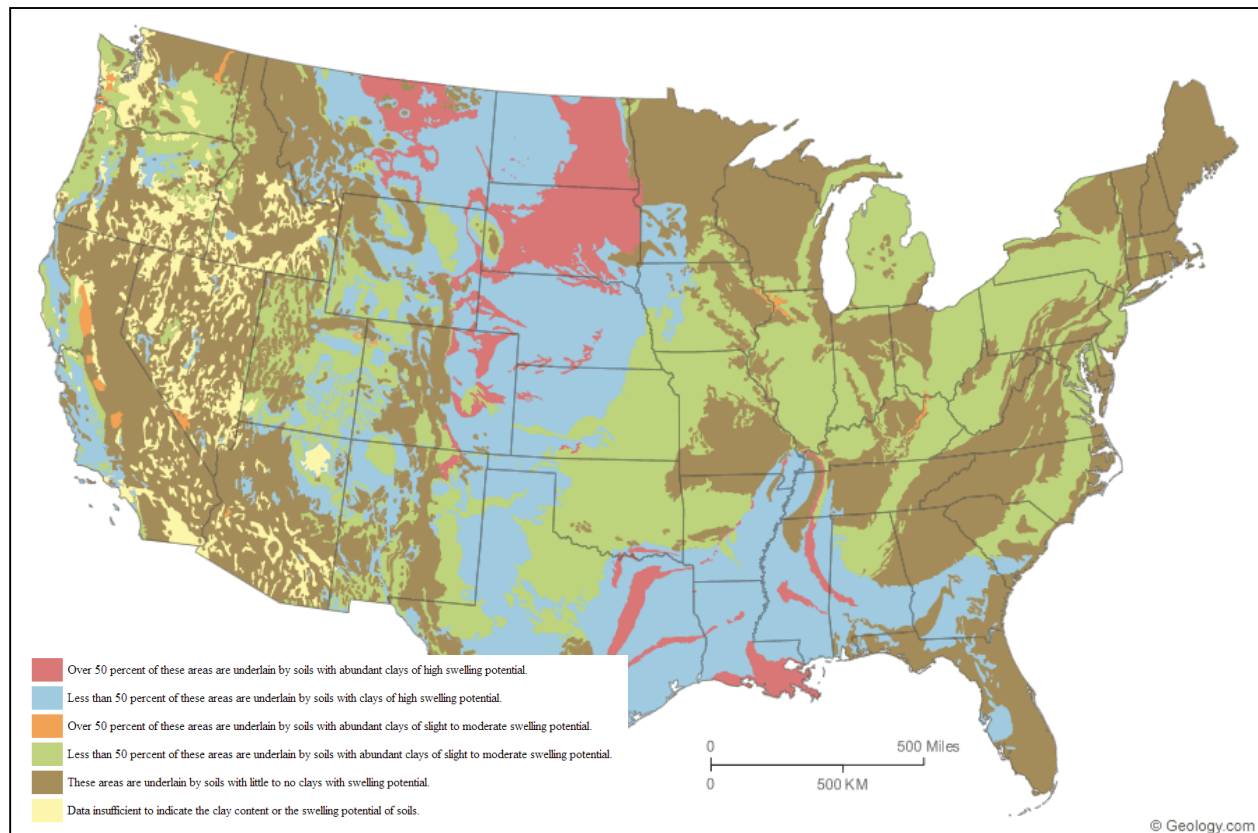 Over 50 percent of these areas are underlain by soils with abundant clays of high swelling potential.
Less than 50 percent of these areas are underlain by soils with clays of high swelling potential.
Over 50 percent of these areas are underlain by soils with abundant clays of slight to moderate swelling potential.
Less than 50 percent of these areas are underlain by soils with abundant clays of slight to moderate swelling potential.
These areas are underlain by soils with little to no clays with swelling potential.
Data insufficient to indicate the clay content or the swelling potential of soils.
0 500 Miles
0 500 KM
© Geology.com